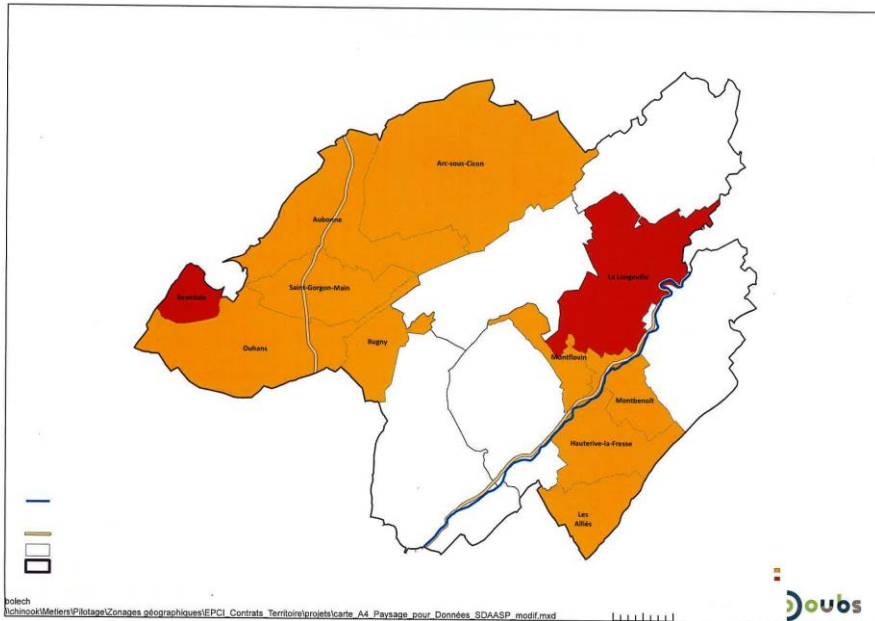 Arc-sous-Cicon
Aubonne
La Longeville
Renédale
Saint-Gorgon-Main
Ouhans
Bugny
Montflovin
Montbenoît
Hauterive-la-Fresse
Les
Alliés
bolech
\\chinook\Metiers\Pilotage\Zonages géographiques\EPCI_Contrats_Territoire\projets\carte_A4_Paysage_pour_Données_SDAASP_modif.mxd
Doubs